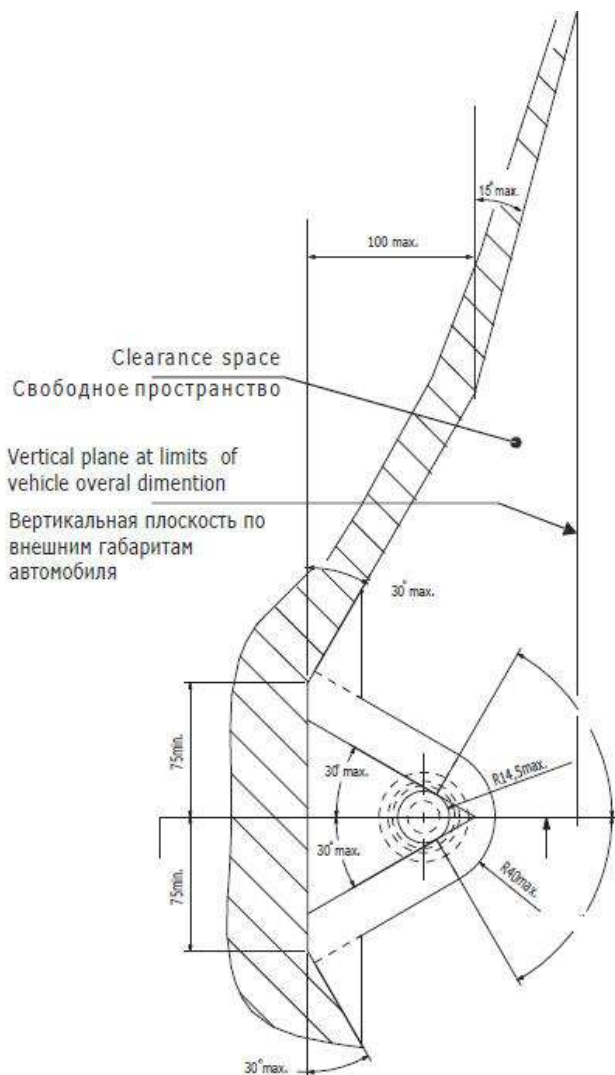 15° max.
100 max.
Clearance space
Свободное пространство
Vertical plane at limits of
vehicle overal dimention
Вертикальная плоскость по
внешним габаритам
автомобиля
30° max.
75min.
30° max.
R14,5max.
30° max.
75min.
R40max.
30° max.